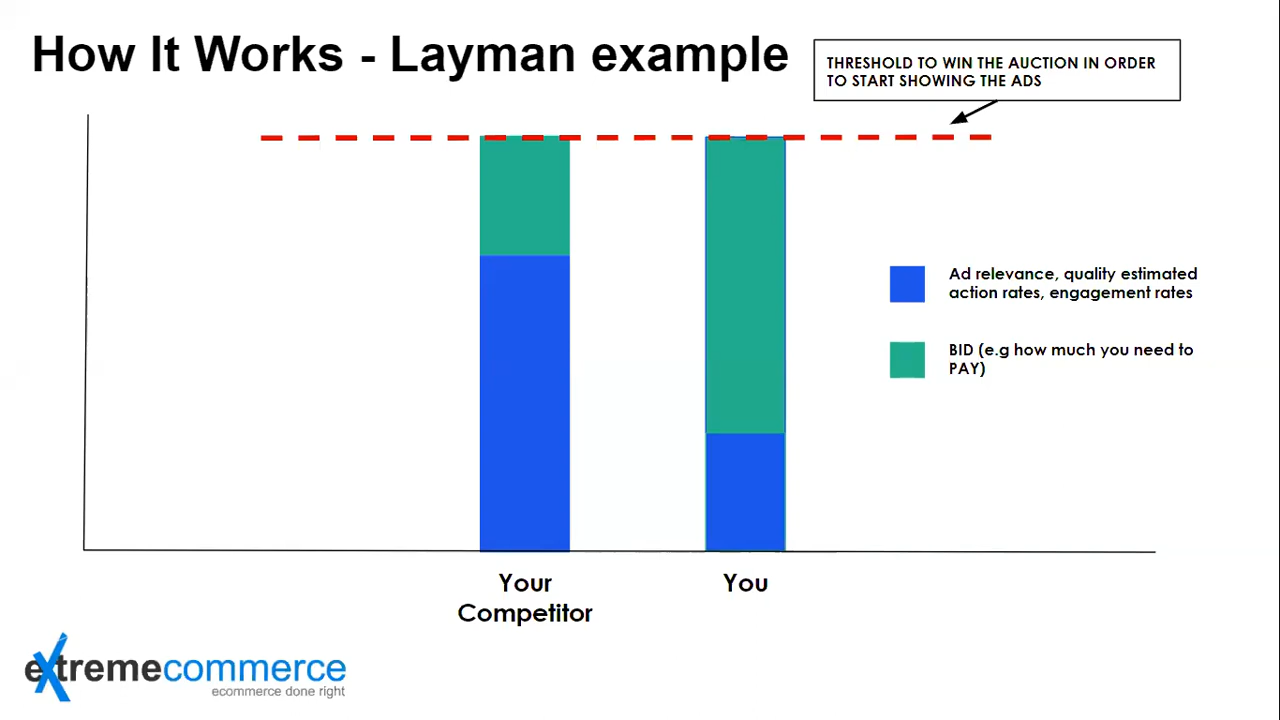 How It Works - Layman example
THRESHOLD TO WIN THE AUCTION IN ORDER
TO START SHOWING THE ADS
Ad relevance, quality estimated
action rates, engagement rates
BID (e.g how much you need to
PAY)
Your
Competitor
You
extremecommerce
ecommerce done right